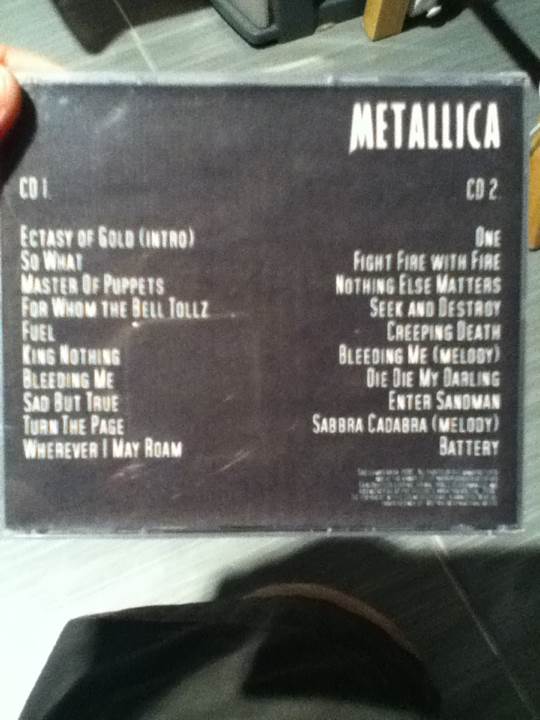 METALLICA
CD 1.
ECTASY OF GOLD (INTRO)
SO WHAT
MASTER OF PUPPETS
FOR WHOM THE BELL TOLLZ
FUEL
KING NOTHING
BLEEDING ME
SAD BUT TRUE
TURN THE PAGE
WHEREVER I MAY ROAM
CD 2.
ONE
FIGHT FIRE WITH FIRE
NOTHING ELSE MATTERS
SEEK AND DESTROY
CREEPING DEATH
BLEEDING ME (MELODY)
DIE DIE MY DARLING
ENTER SANDMAN
SABBRA CADABRA (MELODY)
BATTERY